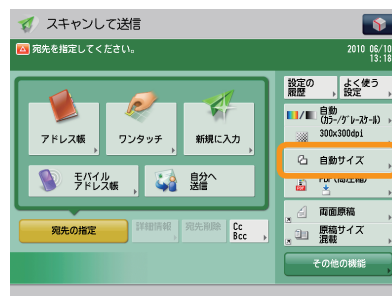 スキャンして送信
宛先を指定してください。
2010 06/10
13:18
設定の
履歴
よく使う
設定
アドレス帳
ワンタッチ
新規に入力
自動
(カラー/グレースケール)
300x300dpi
自動サイズ
モバイル
アドレス帳
自分へ
送信
PDF(高圧縮)
両面原稿
宛先の指定
詳細情報
宛先削除
Cc
Bcc
原稿サイズ
混載
その他の機能